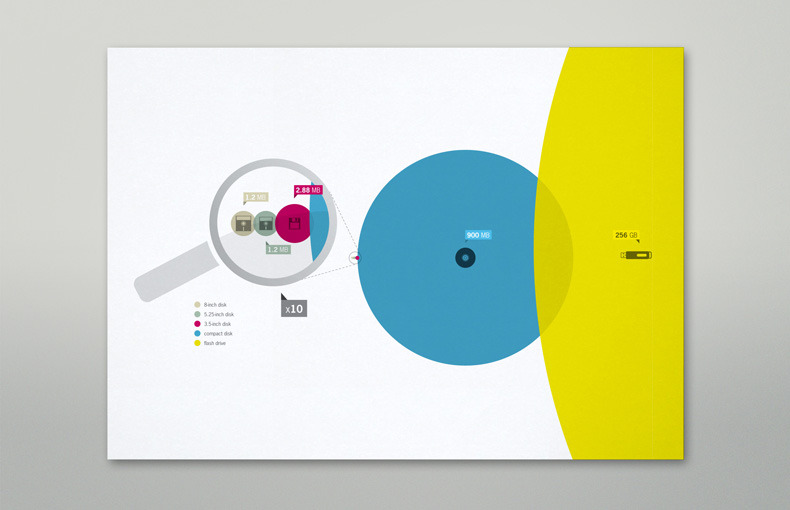 1.2 MB
2.88 MB
1.2 MB
900 MB
256 GB
x10
8-inch disk
5.25-inch disk
3.5-inch disk
compact disk
flash drive